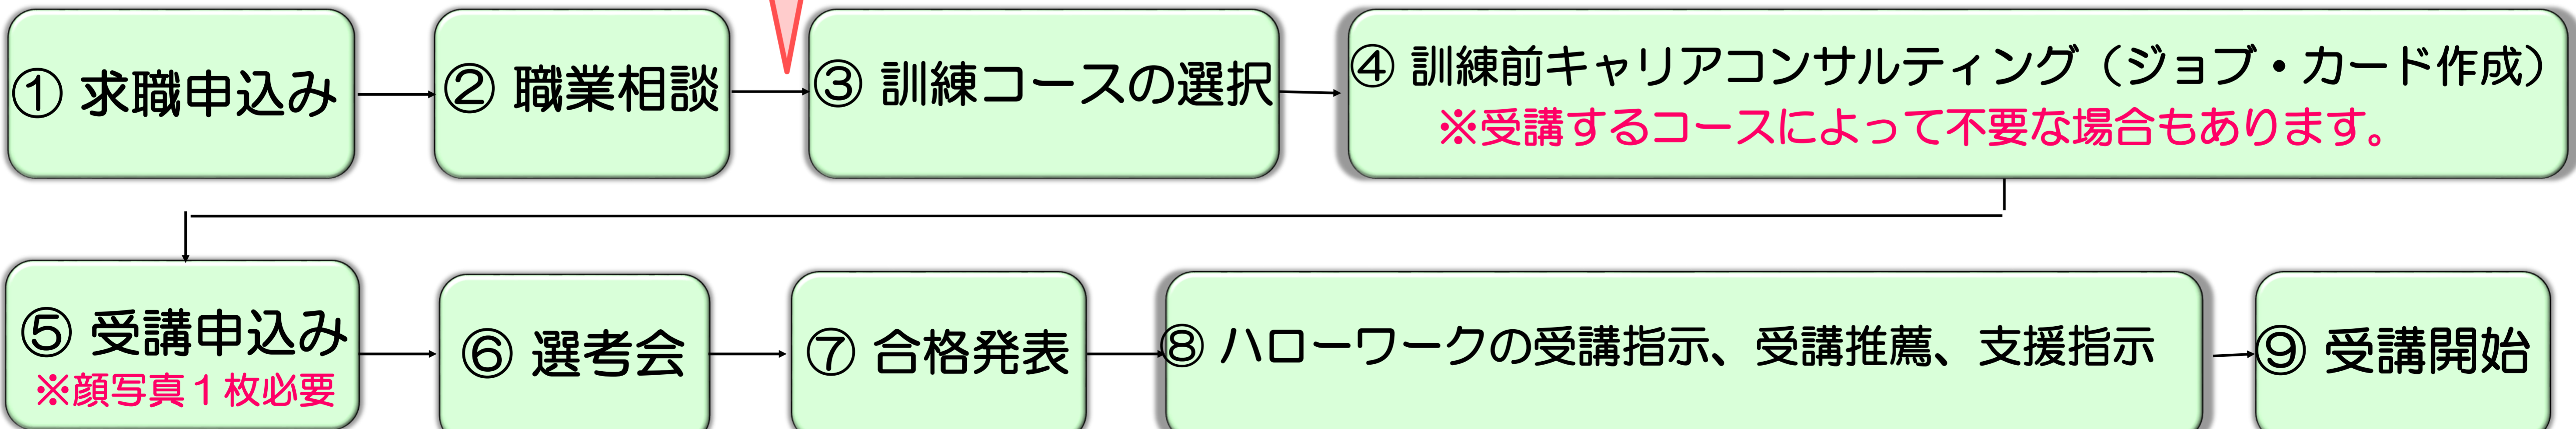 ① 求職申込み
② 職業相談
③ 訓練コースの選択
④ 訓練前キャリアコンサルティング（ジョブ・カード作成）
※受講するコースによって不要な場合もあります。
⑤ 受講申込み
※顔写真１枚必要
⑥ 選考会
⑦ 合格発表
⑧ ハローワークの受講指示、受講推薦、支援指示
⑨ 受講開始